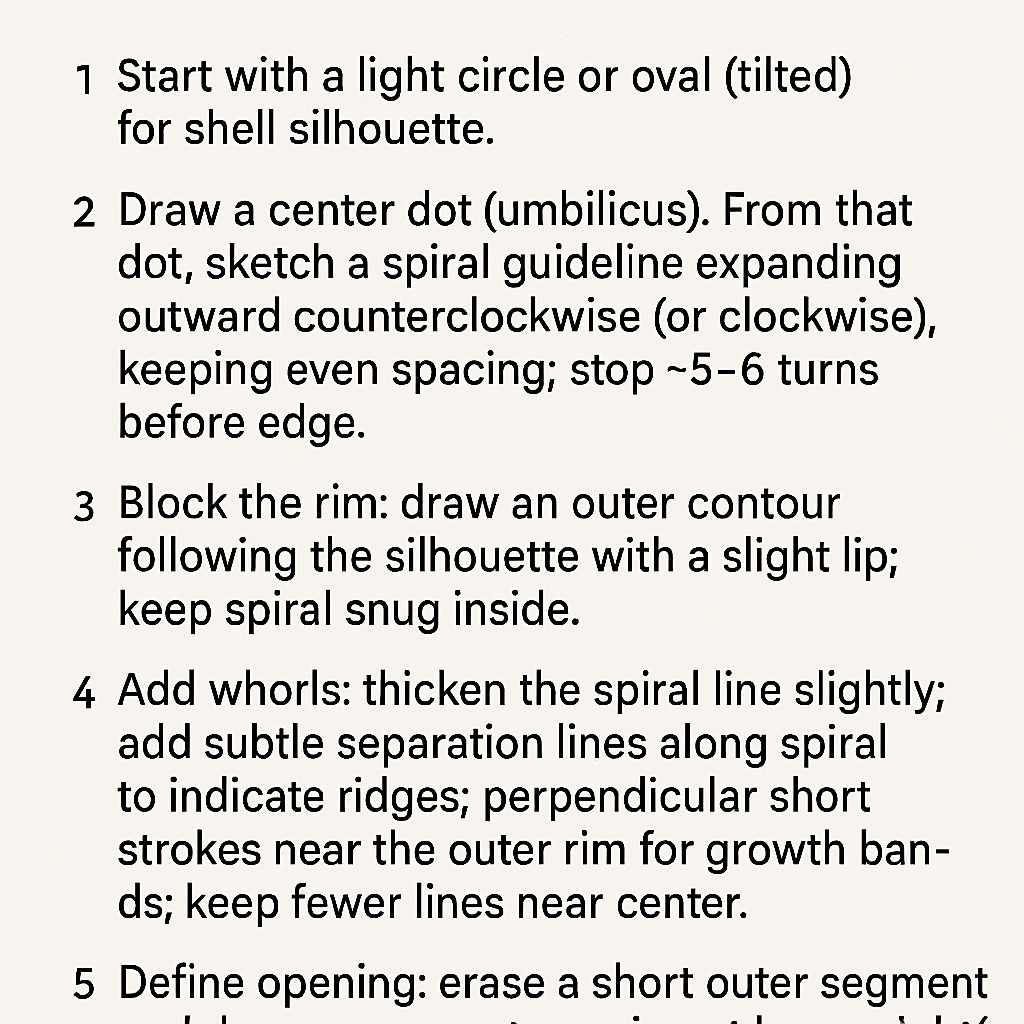 1 Start with a light circle or oval (tilted)
for shell silhouette.
2 Draw a center dot (umbilicus). From that
dot, sketch a spiral guideline expanding
outward counterclockwise (or clockwise),
keeping even spacing; stop ~5–6 turns
before edge.
3 Block the rim: draw an outer contour
following the silhouette with a slight lip;
keep spiral snug inside.
4 Add whorls: thicken the spiral line slightly;
add subtle separation lines along spiral
to indicate ridges; perpendicular short
strokes near the outer rim for growth ban-
ds; keep fewer lines near center.
5 Define opening: erase a short outer segment